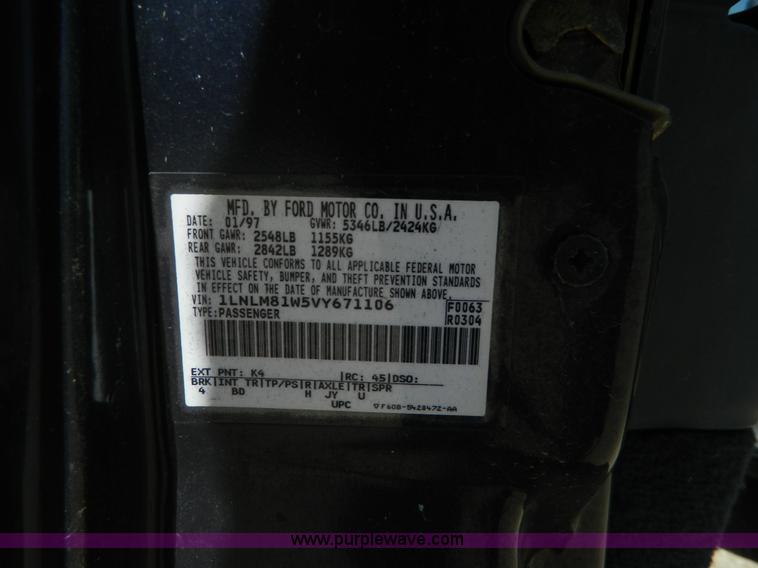 MFD. BY FORD MOTOR CO. IN U.S.A.
DATE: 01/97 GVWR: 5346LB/2424KG
FRONT GAWR: 2548LB 1155KG
REAR GAWR: 2842LB 1289KG
THIS VEHICLE CONFORMS TO ALL APPLICABLE FEDERAL MOTOR
VEHICLE SAFETY, BUMPER, AND THEFT PREVENTION STANDARDS
IN EFFECT ON THE DATE OF MANUFACTURE SHOWN ABOVE.
VIN: 1LNLM81W5VY671106 F0063
TYPE: PASSENGER R0304
EXT PNT: K4 RC: 45 DSO:
BRK INT TR TP/PS R AXLE TR SPR
4 BD H JY U
UPC ▽F60B-5420472-AA
www.purplewave.com